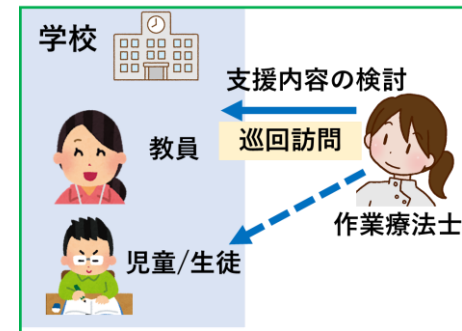 学校
支援内容の検討
教員
巡回訪問
作業療法士
児童/生徒